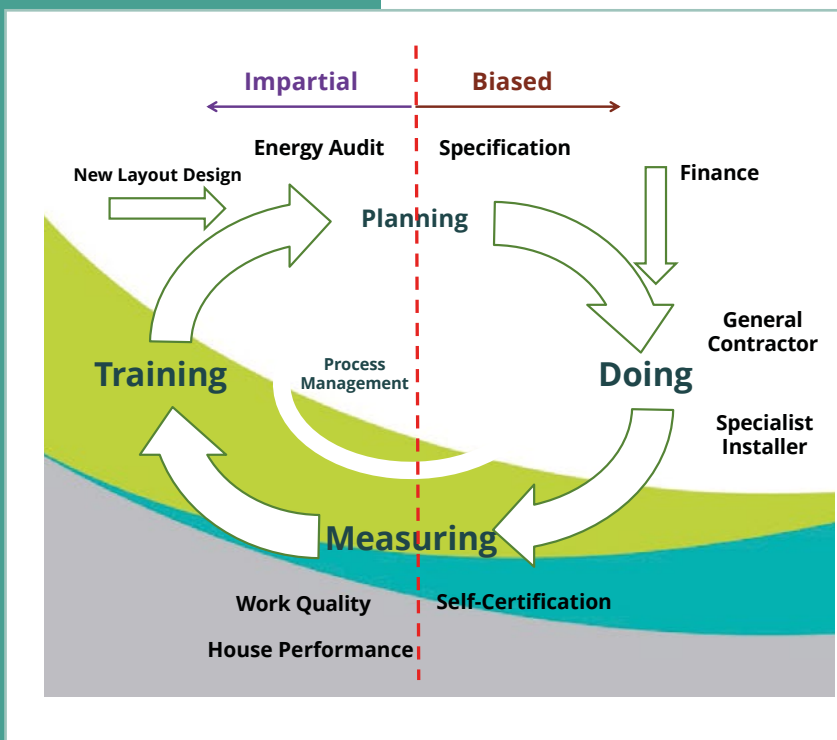 Impartial
Biased
Energy Audit
Specification
New Layout Design
Finance
Planning
General
Contractor
Process
Management
Training
Doing
Specialist
Installer
Measuring
Work Quality
Self-Certification
House Performance